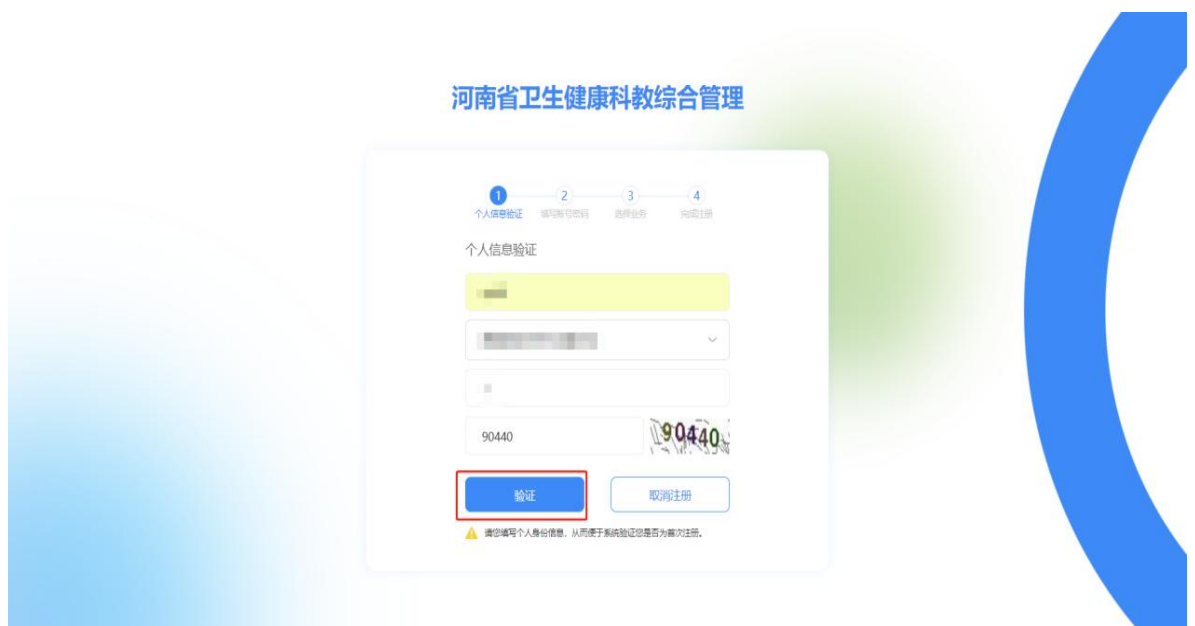 河南省卫生健康科教综合管理
1 2 3 4
个人信息验证 填写账号密码 选择业务 完成注册
个人信息验证
90440 90440
验证 取消注册
请您填写个人身份信息，从而便于系统验证您是否为首次注册。